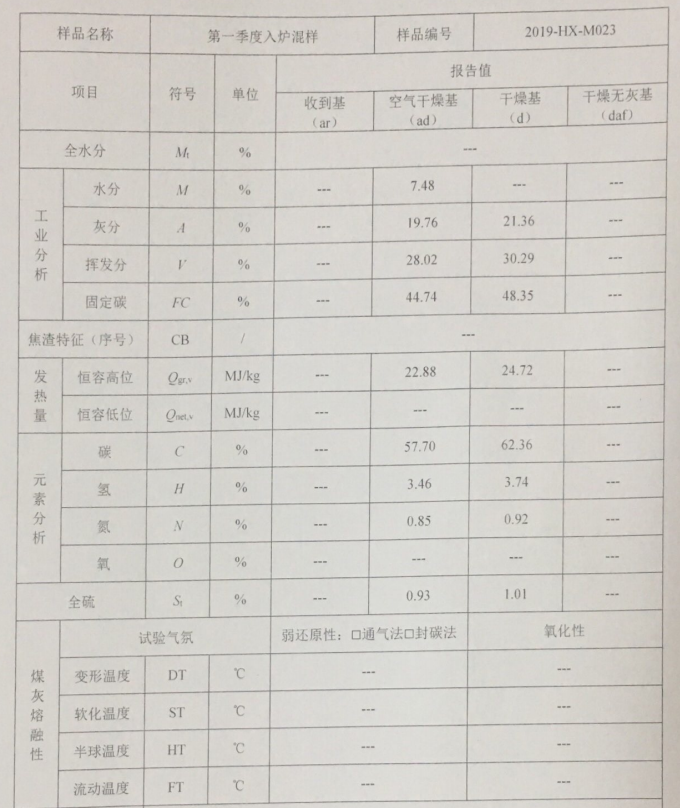 样品名称 第一季度入炉混样 样品编号 2019-HX-M023
项目 符号 单位 报告值
收到基（ar） 空气干燥基（ad） 干燥基（d） 干燥无灰基（daf）
全水分 Mt % ---
工业分析
水分 M % --- 7.48 --- ---
灰分 A % --- 19.76 21.36 ---
挥发分 V % --- 28.02 30.29 ---
固定碳 FC % --- 44.74 48.35 ---
焦渣特征（序号） CB / ---
发热量
恒容高位 Qgr,v MJ/kg --- 22.88 24.72 ---
恒容低位 Qnet,v MJ/kg --- --- --- ---
元素分析
碳 C % --- 57.70 62.36 ---
氢 H % --- 3.46 3.74 ---
氮 N % --- 0.85 0.92 ---
氧 O % --- --- --- ---
全硫 St % --- 0.93 1.01 ---
煤灰熔融性
试验气氛 弱还原性：□通气法□封碳法 氧化性
变形温度 DT ℃ --- ---
软化温度 ST ℃ --- ---
半球温度 HT ℃ --- ---
流动温度 FT ℃ --- ---